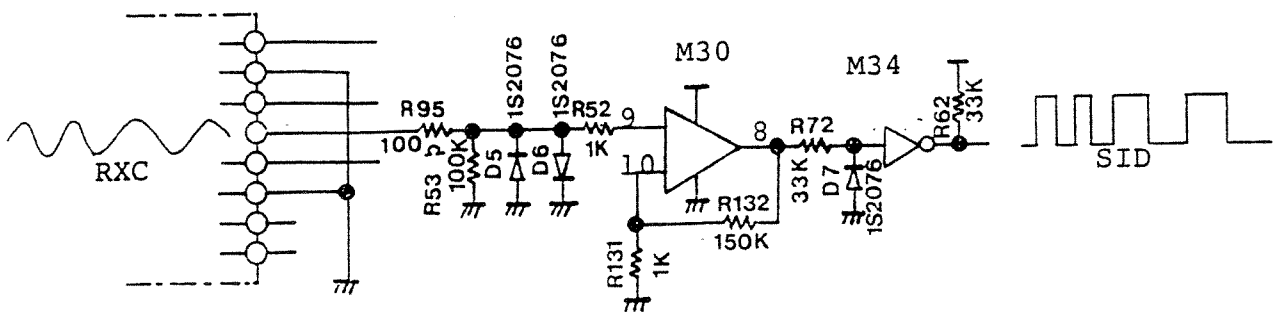 RXC
R95
100
R53
100K
D5
1S2076
D6
1S2076
R52
1K
9
10
M30
8
R131
1K
R132
150K
R72
33K
D7
1S2076
M34
R62
33K
SID